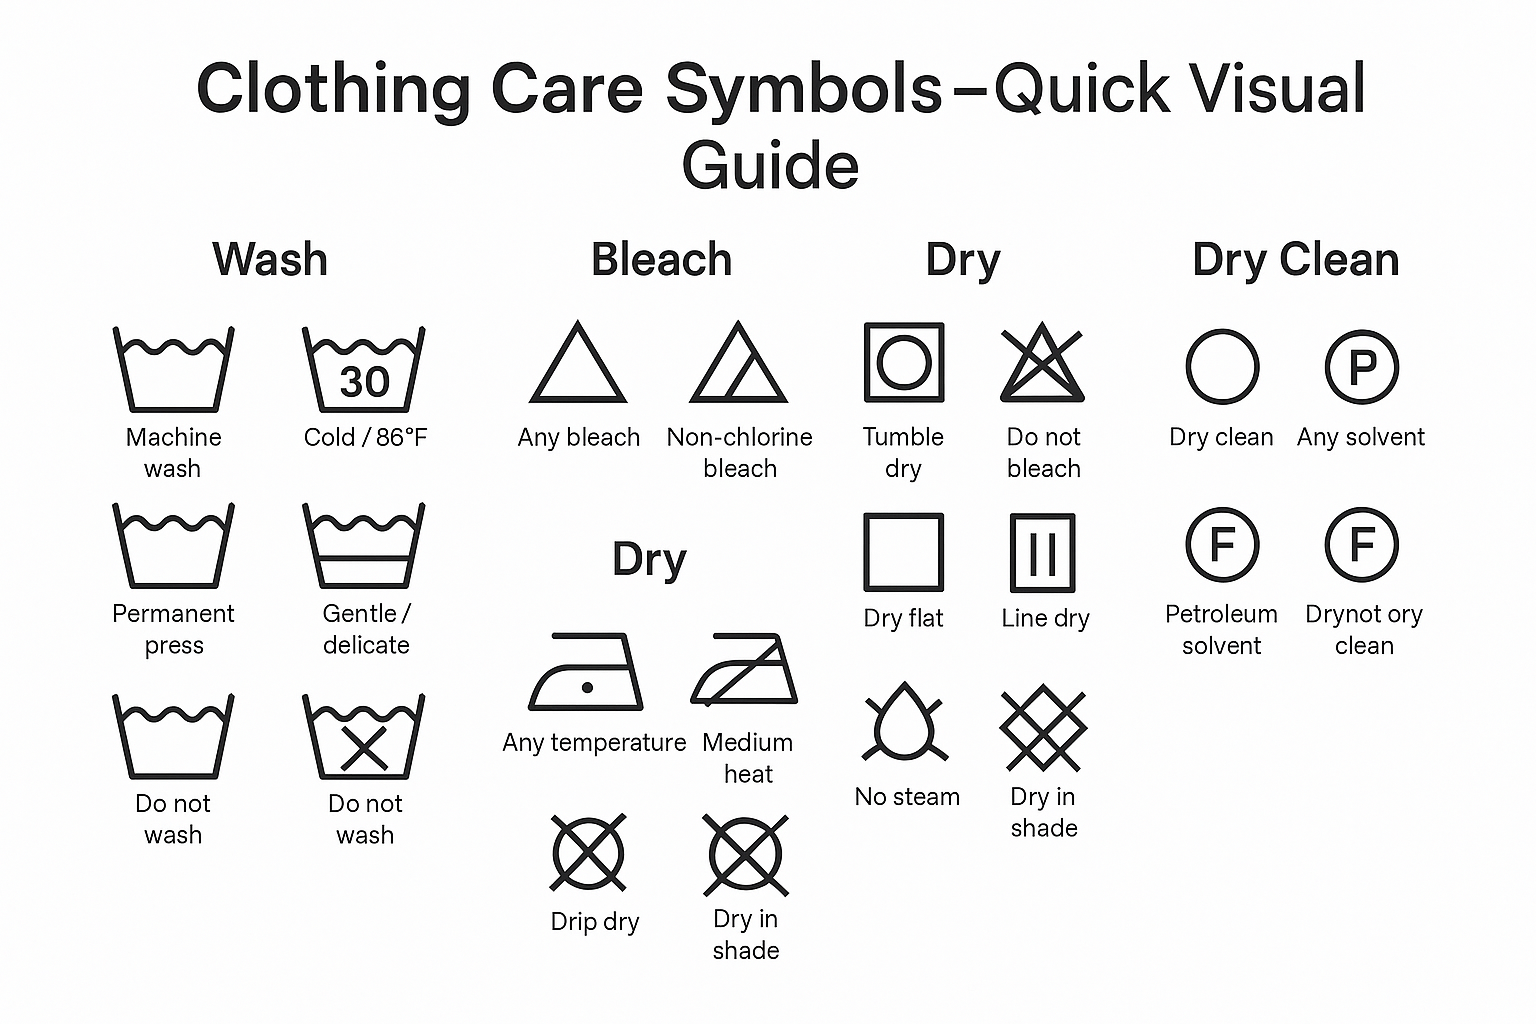 Clothing Care Symbols–Quick Visual
Guide
Wash
Machine
wash
30
Cold / 86°F
Permanent
press
Gentle /
delicate
Do not
wash
Do not
wash
Bleach
Any bleach
Non-chlorine
bleach
Dry
Any temperature
Medium
heat
Drip dry
Dry in
shade
Dry
Tumble
dry
Do not
bleach
Dry flat
Line dry
No steam
Dry in
shade
Dry Clean
Dry clean
P
Any solvent
F
Petroleum
solvent
F
Drynot ory
clean